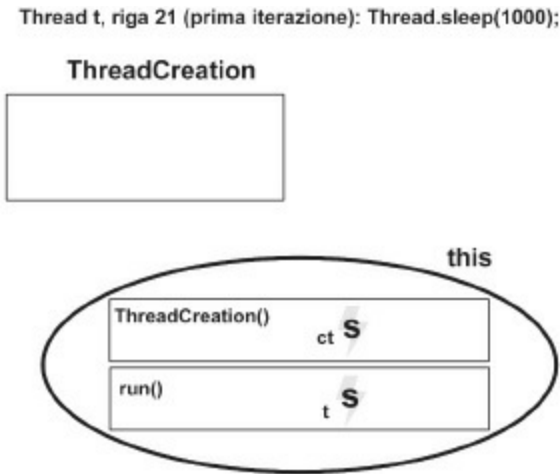 Thread t, riga 21 (prima iterazione): Thread.sleep(1000);
ThreadCreation
this
ThreadCreation()
ct S
run()
t S